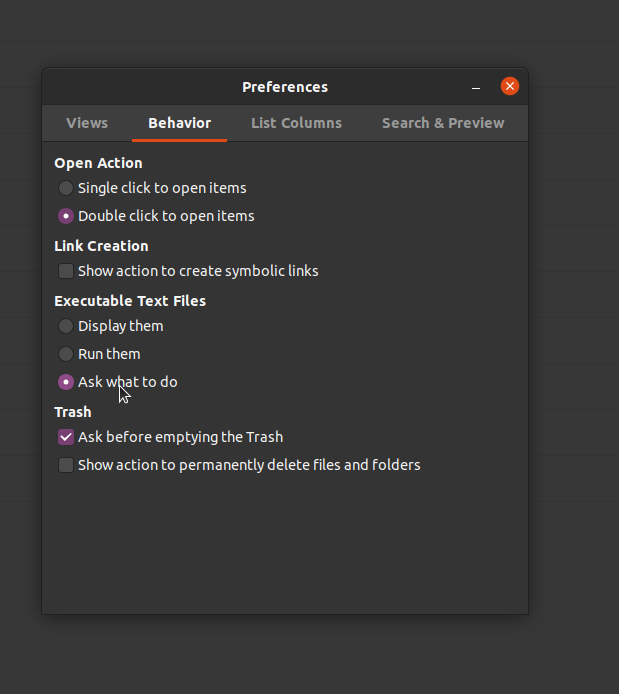 Preferences
Views Behavior List Columns Search & Preview
Open Action
Single click to open items
Double click to open items
Link Creation
Show action to create symbolic links
Executable Text Files
Display them
Run them
Ask what to do
Trash
Ask before emptying the Trash
Show action to permanently delete files and folders